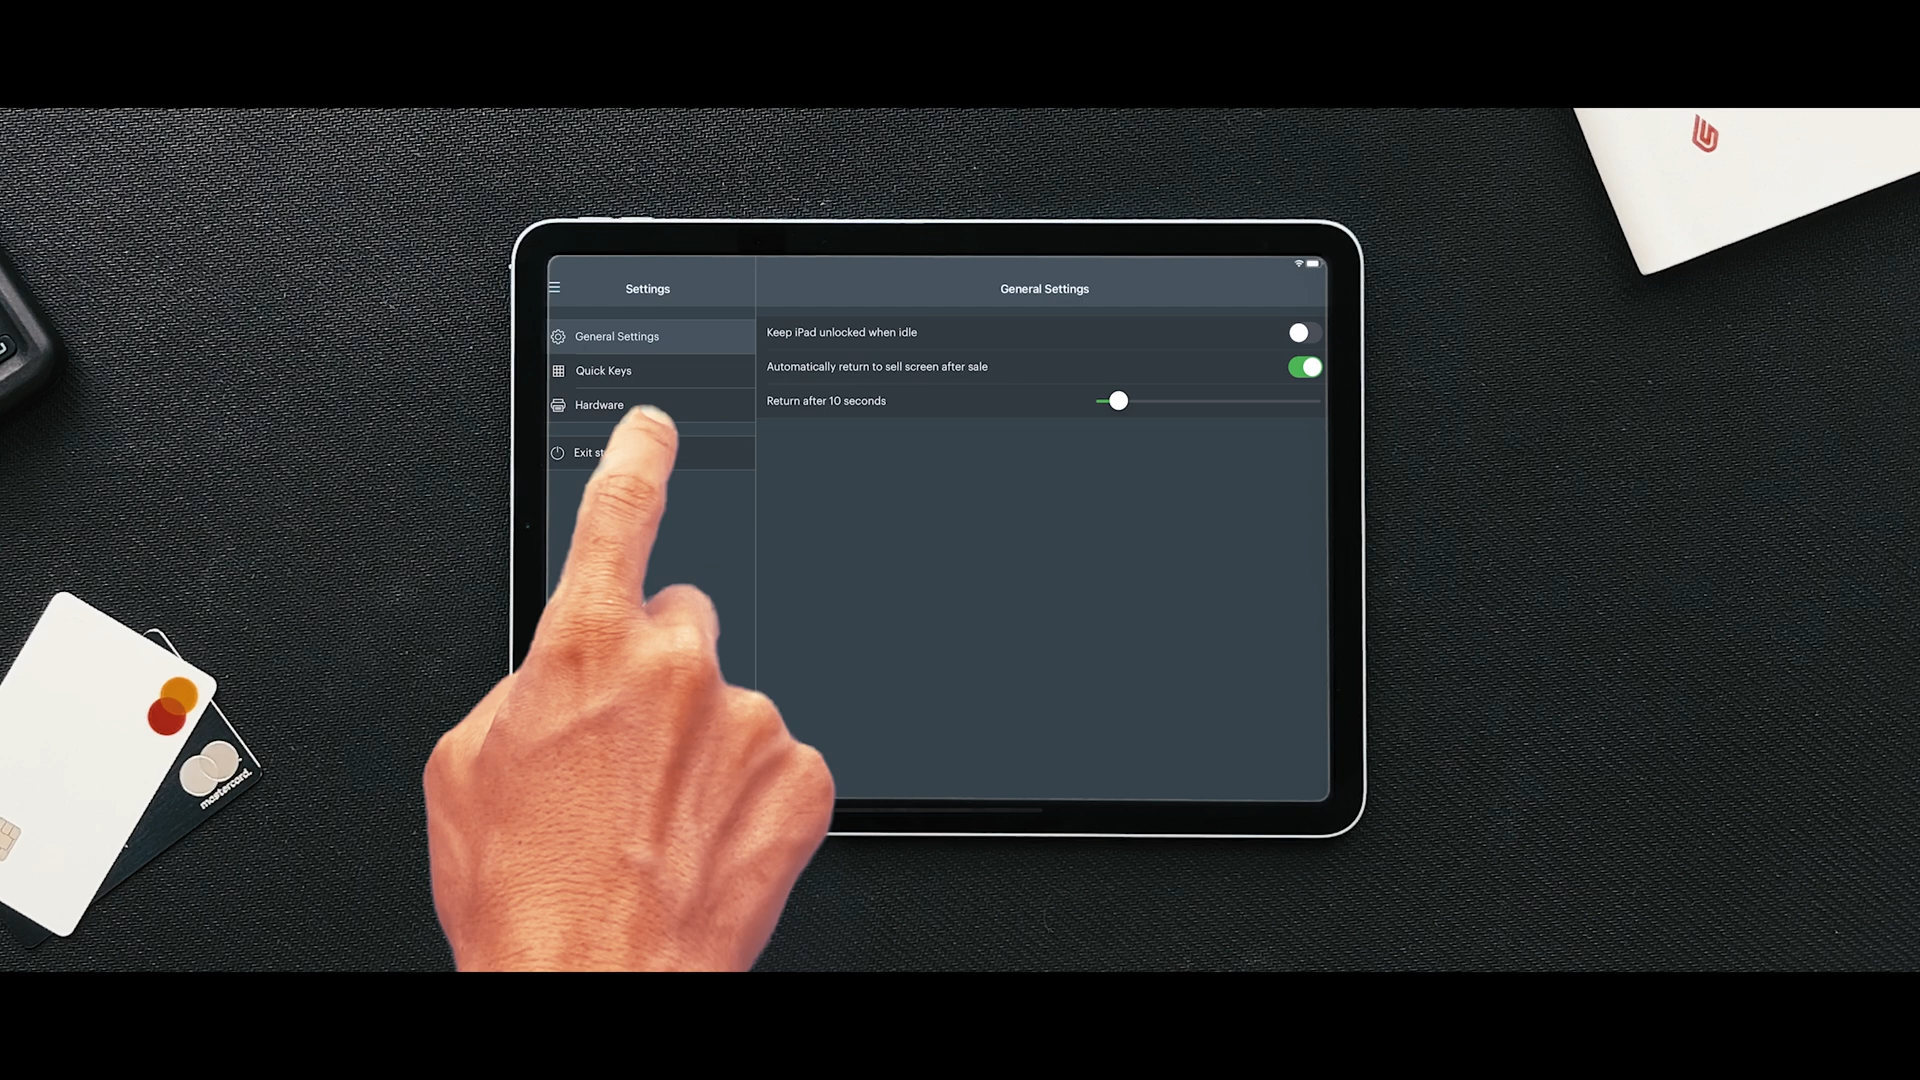 Settings
General Settings
Quick Keys
Hardware
Exit
General Settings
Keep iPad unlocked when idle
Automatically return to sell screen after sale
Return after 10 seconds
mastercard.